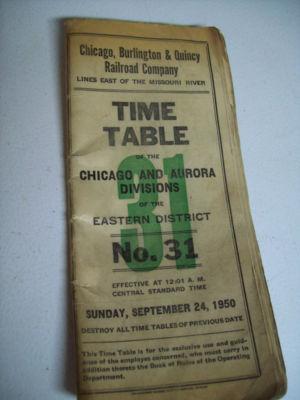 Chicago, Burlington & Quincy
Railroad Company
LINES EAST OF THE MISSOURI RIVER
TIME
TABLE
31
OF THE
CHICAGO AND AURORA
DIVISIONS
OF THE
EASTERN DISTRICT
No. 31
EFFECTIVE AT 12:01 A. M.
CENTRAL STANDARD TIME
SUNDAY, SEPTEMBER 24, 1950
DESTROY ALL TIME TABLES OF PREVIOUS DATE
This Time Table is for the exclusive use and guid-
ance of the employes concerned, who must carry in
addition thereto the Book of Rules of the Operating
Department.